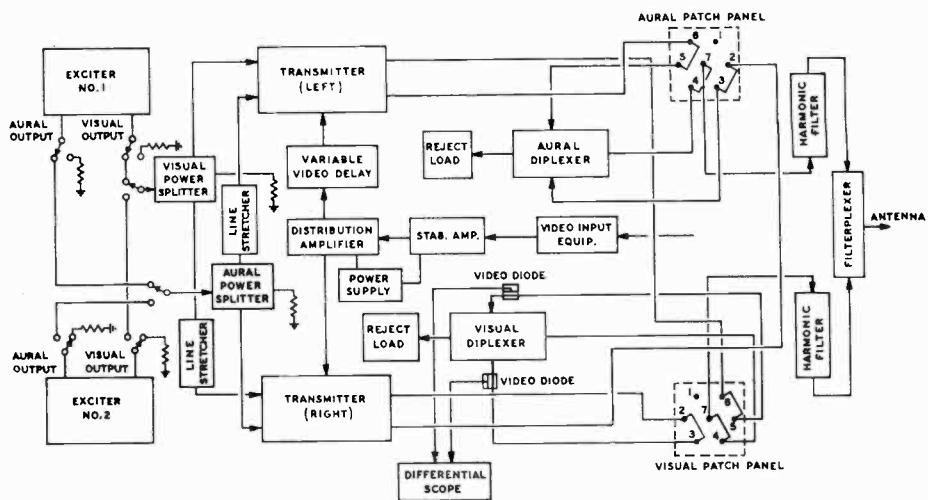 AURAL PATCH PANEL
6
1
5
7
2
4
3
EXCITER
NO.1
TRANSMITTER
(LEFT)
HARMONIC
FILTER
AURAL
OUTPUT
VISUAL
OUTPUT
VISUAL
POWER
SPLITTER
VARIABLE
VIDEO DELAY
REJECT
LOAD
AURAL
DIPLEXER
LINE
STRETCHER
DISTRIBUTION
AMPLIFIER
STAB. AMP.
VIDEO INPUT
EQUIP.
FILTERPLEXER
ANTENNA
AURAL
POWER
SPLITTER
POWER
SUPPLY
VIDEO DIODE
REJECT
LOAD
VISUAL
DIPLEXER
HARMONIC
FILTER
LINE
STRETCHER
AURAL
OUTPUT
VISUAL
OUTPUT
VIDEO DIODE
EXCITER
NO.2
TRANSMITTER
(RIGHT)
1
6
2
7
5
3
4
VISUAL PATCH PANEL
DIFFERENTIAL
SCOPE